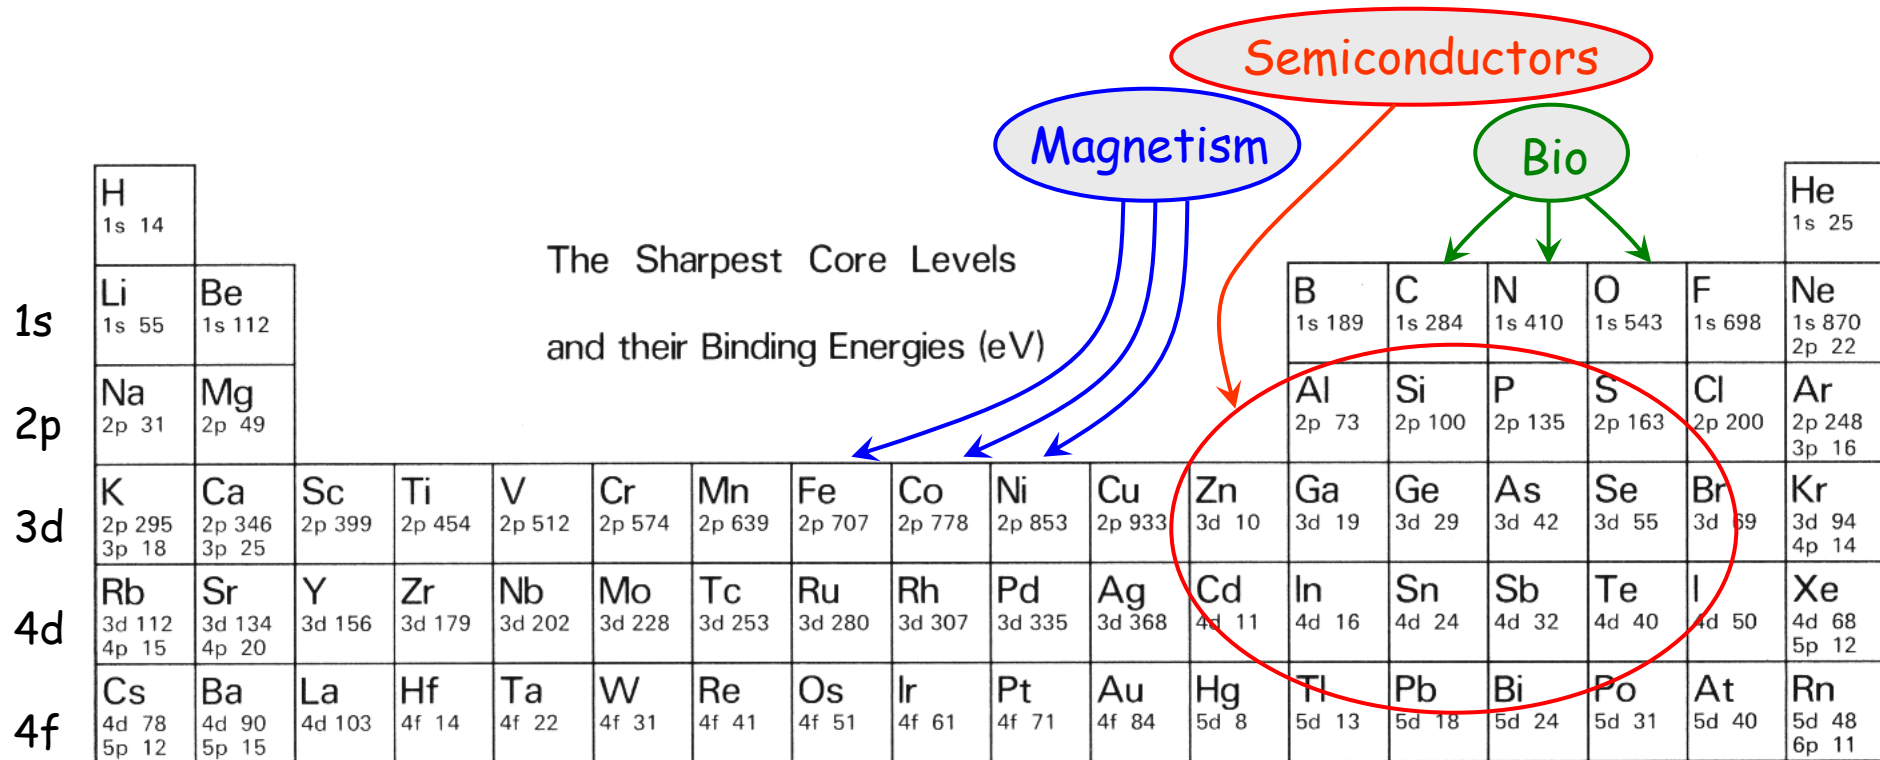 Semiconductors
Magnetism
Bio
H He
1s 14 1s 25
The Sharpest Core Levels
Li Be B C N O F Ne
1s
1s 55 1s 112 1s 189 1s 284 1s 410 1s 543 1s 698 1s 870
and their Binding Energies (eV) 2p 22
Na Mg Al Si P S Cl Ar
2p
2p 31 2p 49 2p 73 2p 100 2p 135 2p 163 2p 200 2p 248
3p 16
K Ca Sc Ti V Cr Mn Fe Co Ni Cu Zn Ga Ge As Se Br Kr
3d
2p 295 2p 346 2p 399 2p 454 2p 512 2p 574 2p 639 2p 707 2p 778 2p 853 2p 933 3d 10 3d 19 3d 29 3d 42 3d 55 3d 69 3d 94
3p 18 3p 25 4p 14
Rb Sr Y Zr Nb Mo Tc Ru Rh Pd Ag Cd In Sn Sb Te I Xe
4d
3d 112 3d 134 3d 156 3d 179 3d 202 3d 228 3d 253 3d 280 3d 307 3d 335 3d 368 4d 11 4d 16 4d 24 4d 32 4d 40 4d 50 4d 68
4p 15 4p 20 5p 12
Cs Ba La Hf Ta W Re Os Ir Pt Au Hg Tl Pb Bi Po At Rn
4f
4d 78 4d 90 4d 103 4f 14 4f 22 4f 31 4f 41 4f 51 4f 61 4f 71 4f 84 5d 8 5d 13 5d 18 5d 24 5d 31 5d 40 5d 48
5p 12 5p 15 6p 11